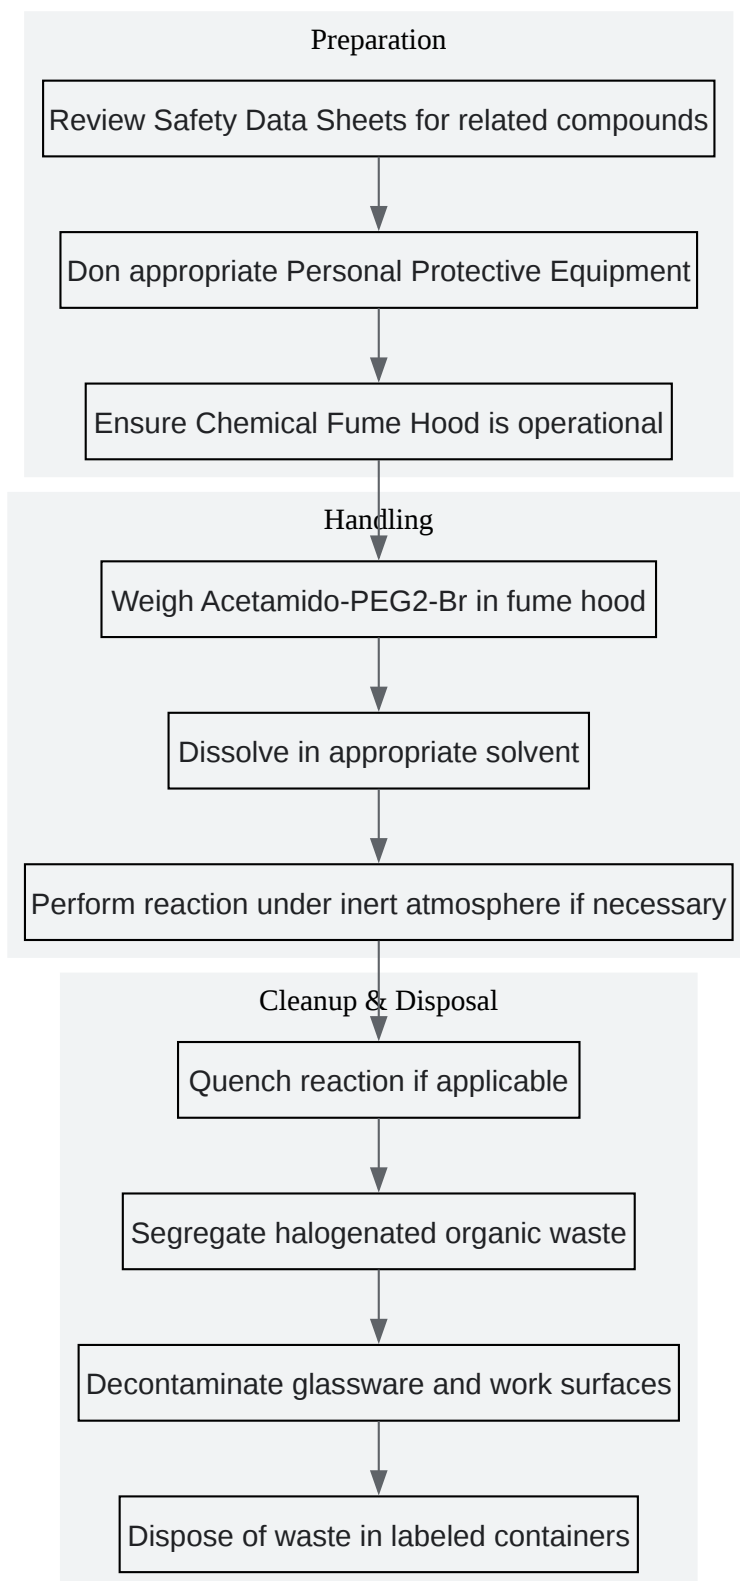 Preparation
Review Safety Data Sheets for related compounds
Don appropriate Personal Protective Equipment
Ensure Chemical Fume Hood is operational
Handling
Weigh Acetamido-PEG2-Br in fume hood
Dissolve in appropriate solvent
Perform reaction under inert atmosphere if necessary
Cleanup & Disposal
Quench reaction if applicable
Segregate halogenated organic waste
Decontaminate glassware and work surfaces
Dispose of waste in labeled containers